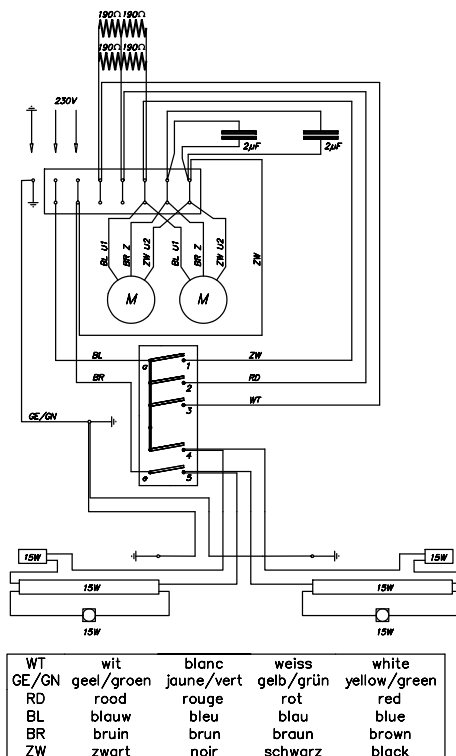 190Ω 190Ω
190Ω 190Ω
230V
2µF 2µF
BL U1 BR Z ZW U2 BL U1 BR Z ZW U2 ZW
M M
BL a 1 ZW
BR 2 RD
3 WT
GE/GN
4
e 5
15W 15W
15W 15W
15W 15W
WT wit blanc weiss white
GE/GN geel/groen jaune/vert gelb/grün yellow/green
RD rood rouge rot red
BL blauw bleu blau blue
BR bruin brun braun brown
ZW zwart noir schwarz black